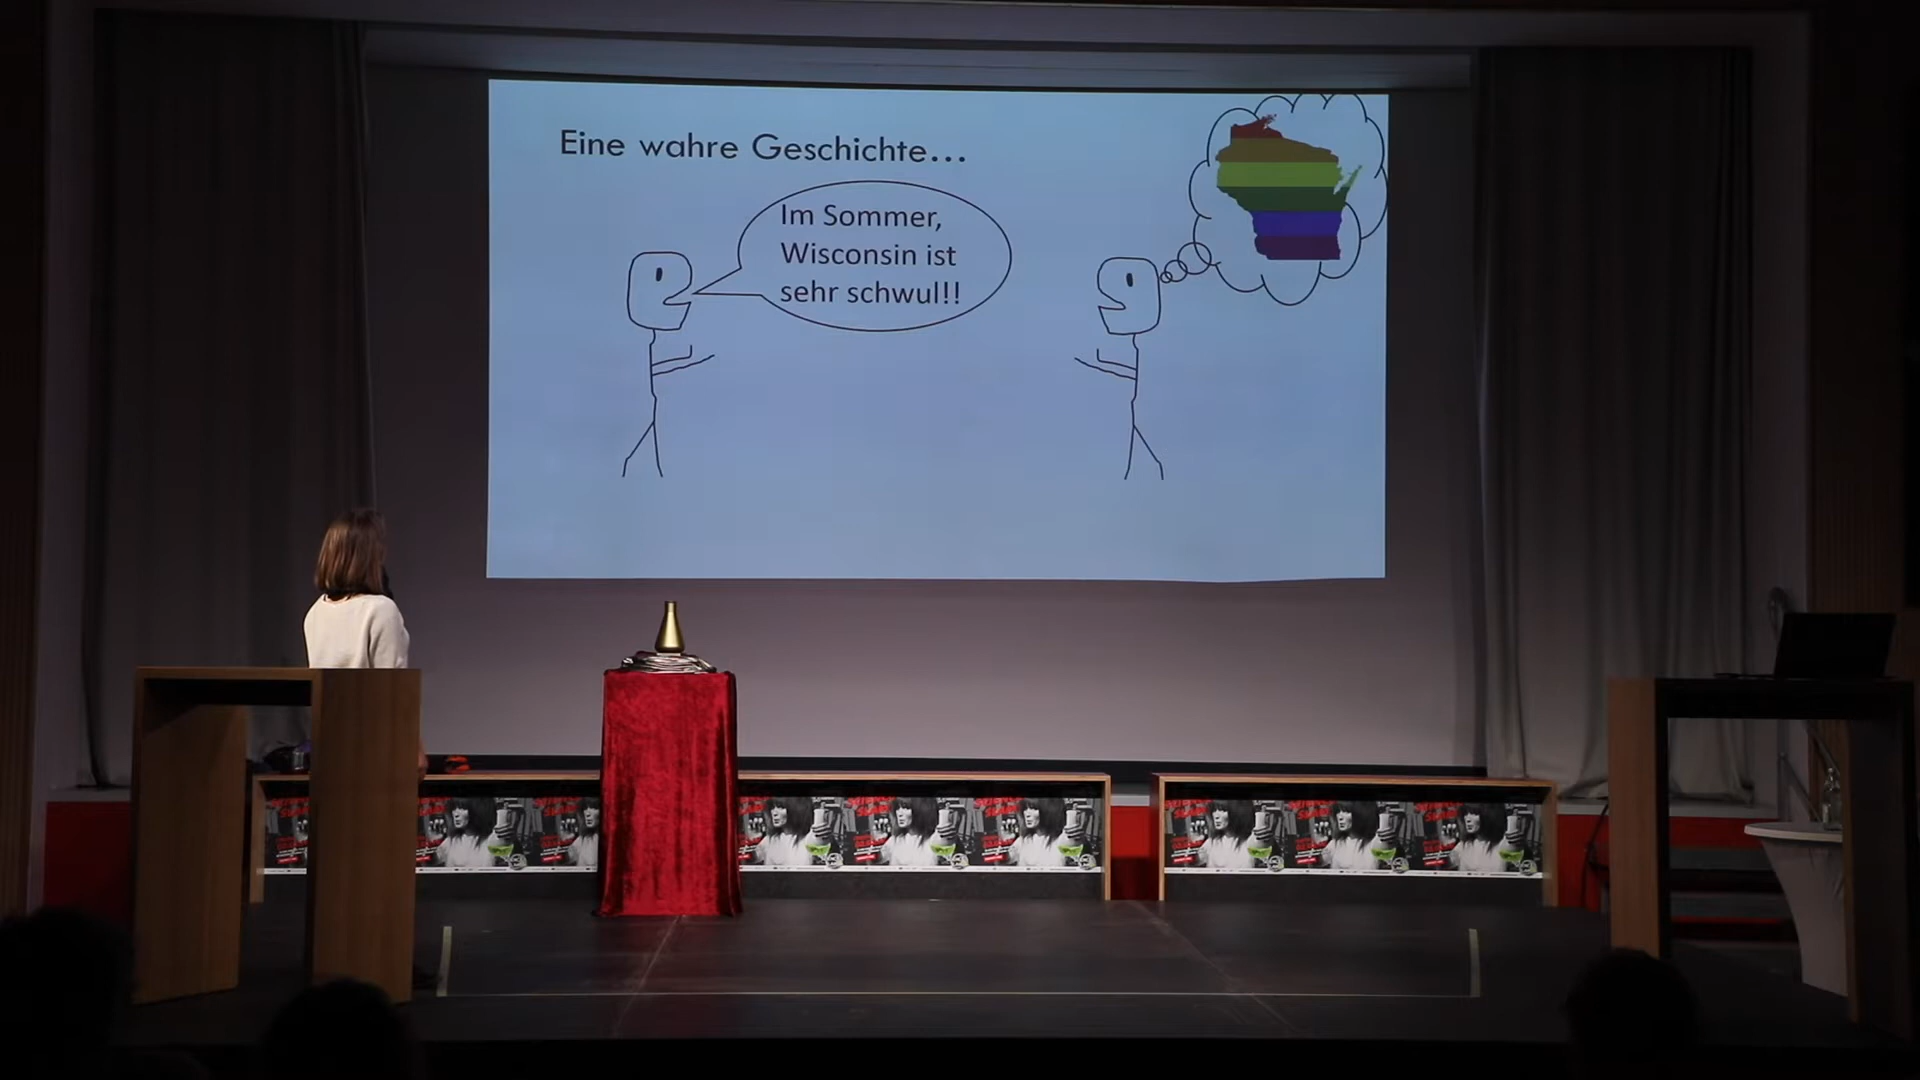 Eine wahre Geschichte...
Im Sommer,
Wisconsin ist
sehr schwul!!